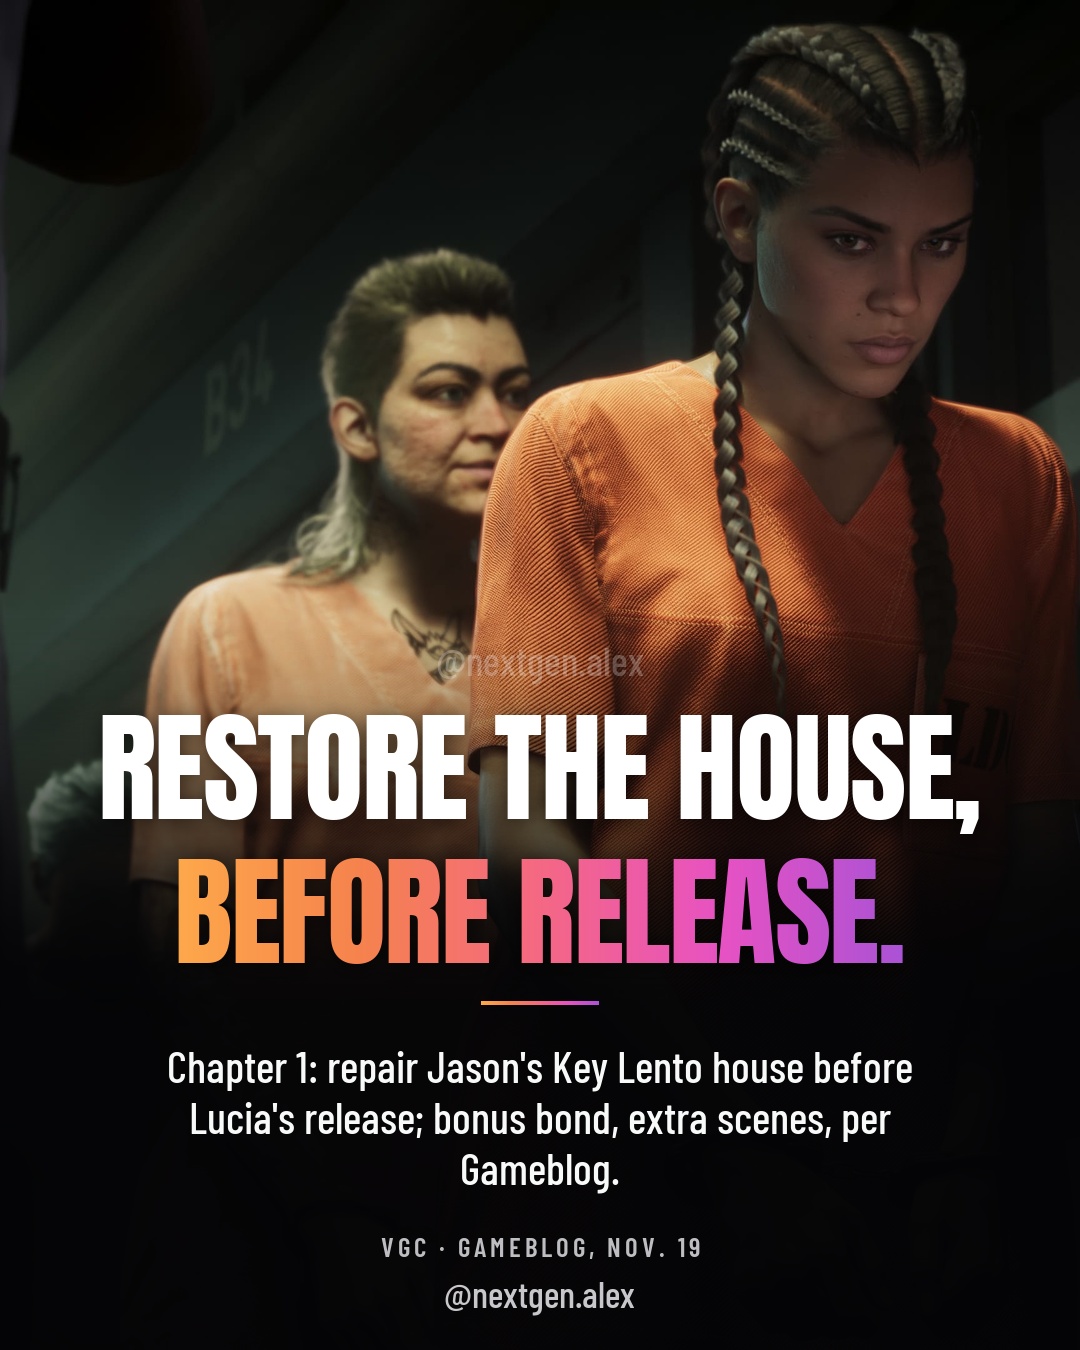 B34
@nextgen.alex
RESTORE THE HOUSE,
BEFORE RELEASE.
Chapter 1: repair Jason's Key Lento house before
Lucia's release; bonus bond, extra scenes, per
Gameblog.
VGC · GAMEBLOG, NOV. 19
@nextgen.alex